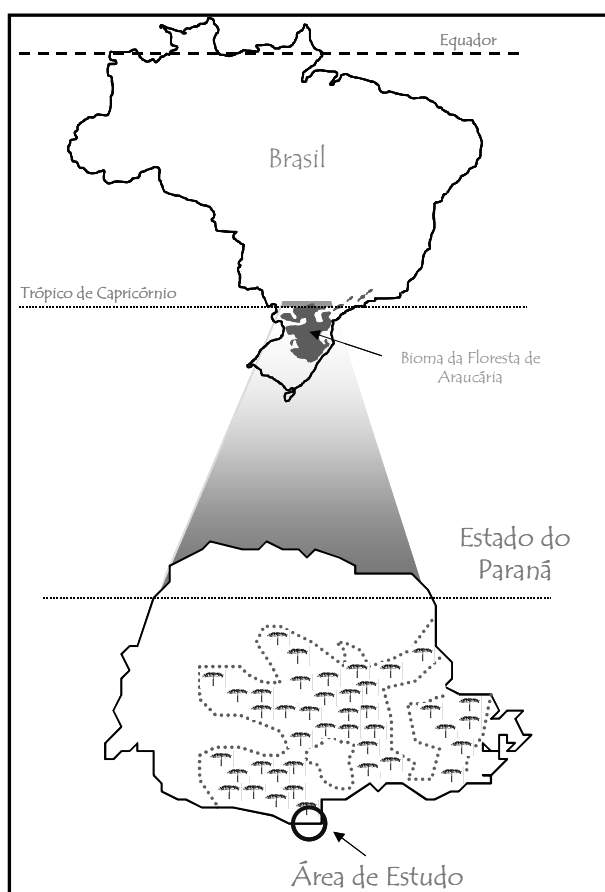 Equador
Brasil
Trópico de Capricórnio
Bioma da Floresta de
Araucária
Estado do
Paraná
Área de Estudo